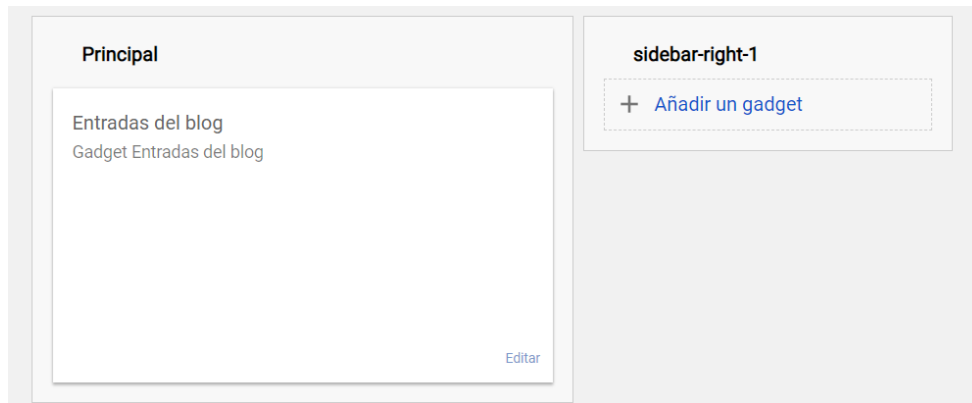 Principal
Entradas del blog
Gadget Entradas del blog
Editar
sidebar-right-1
+ Añadir un gadget